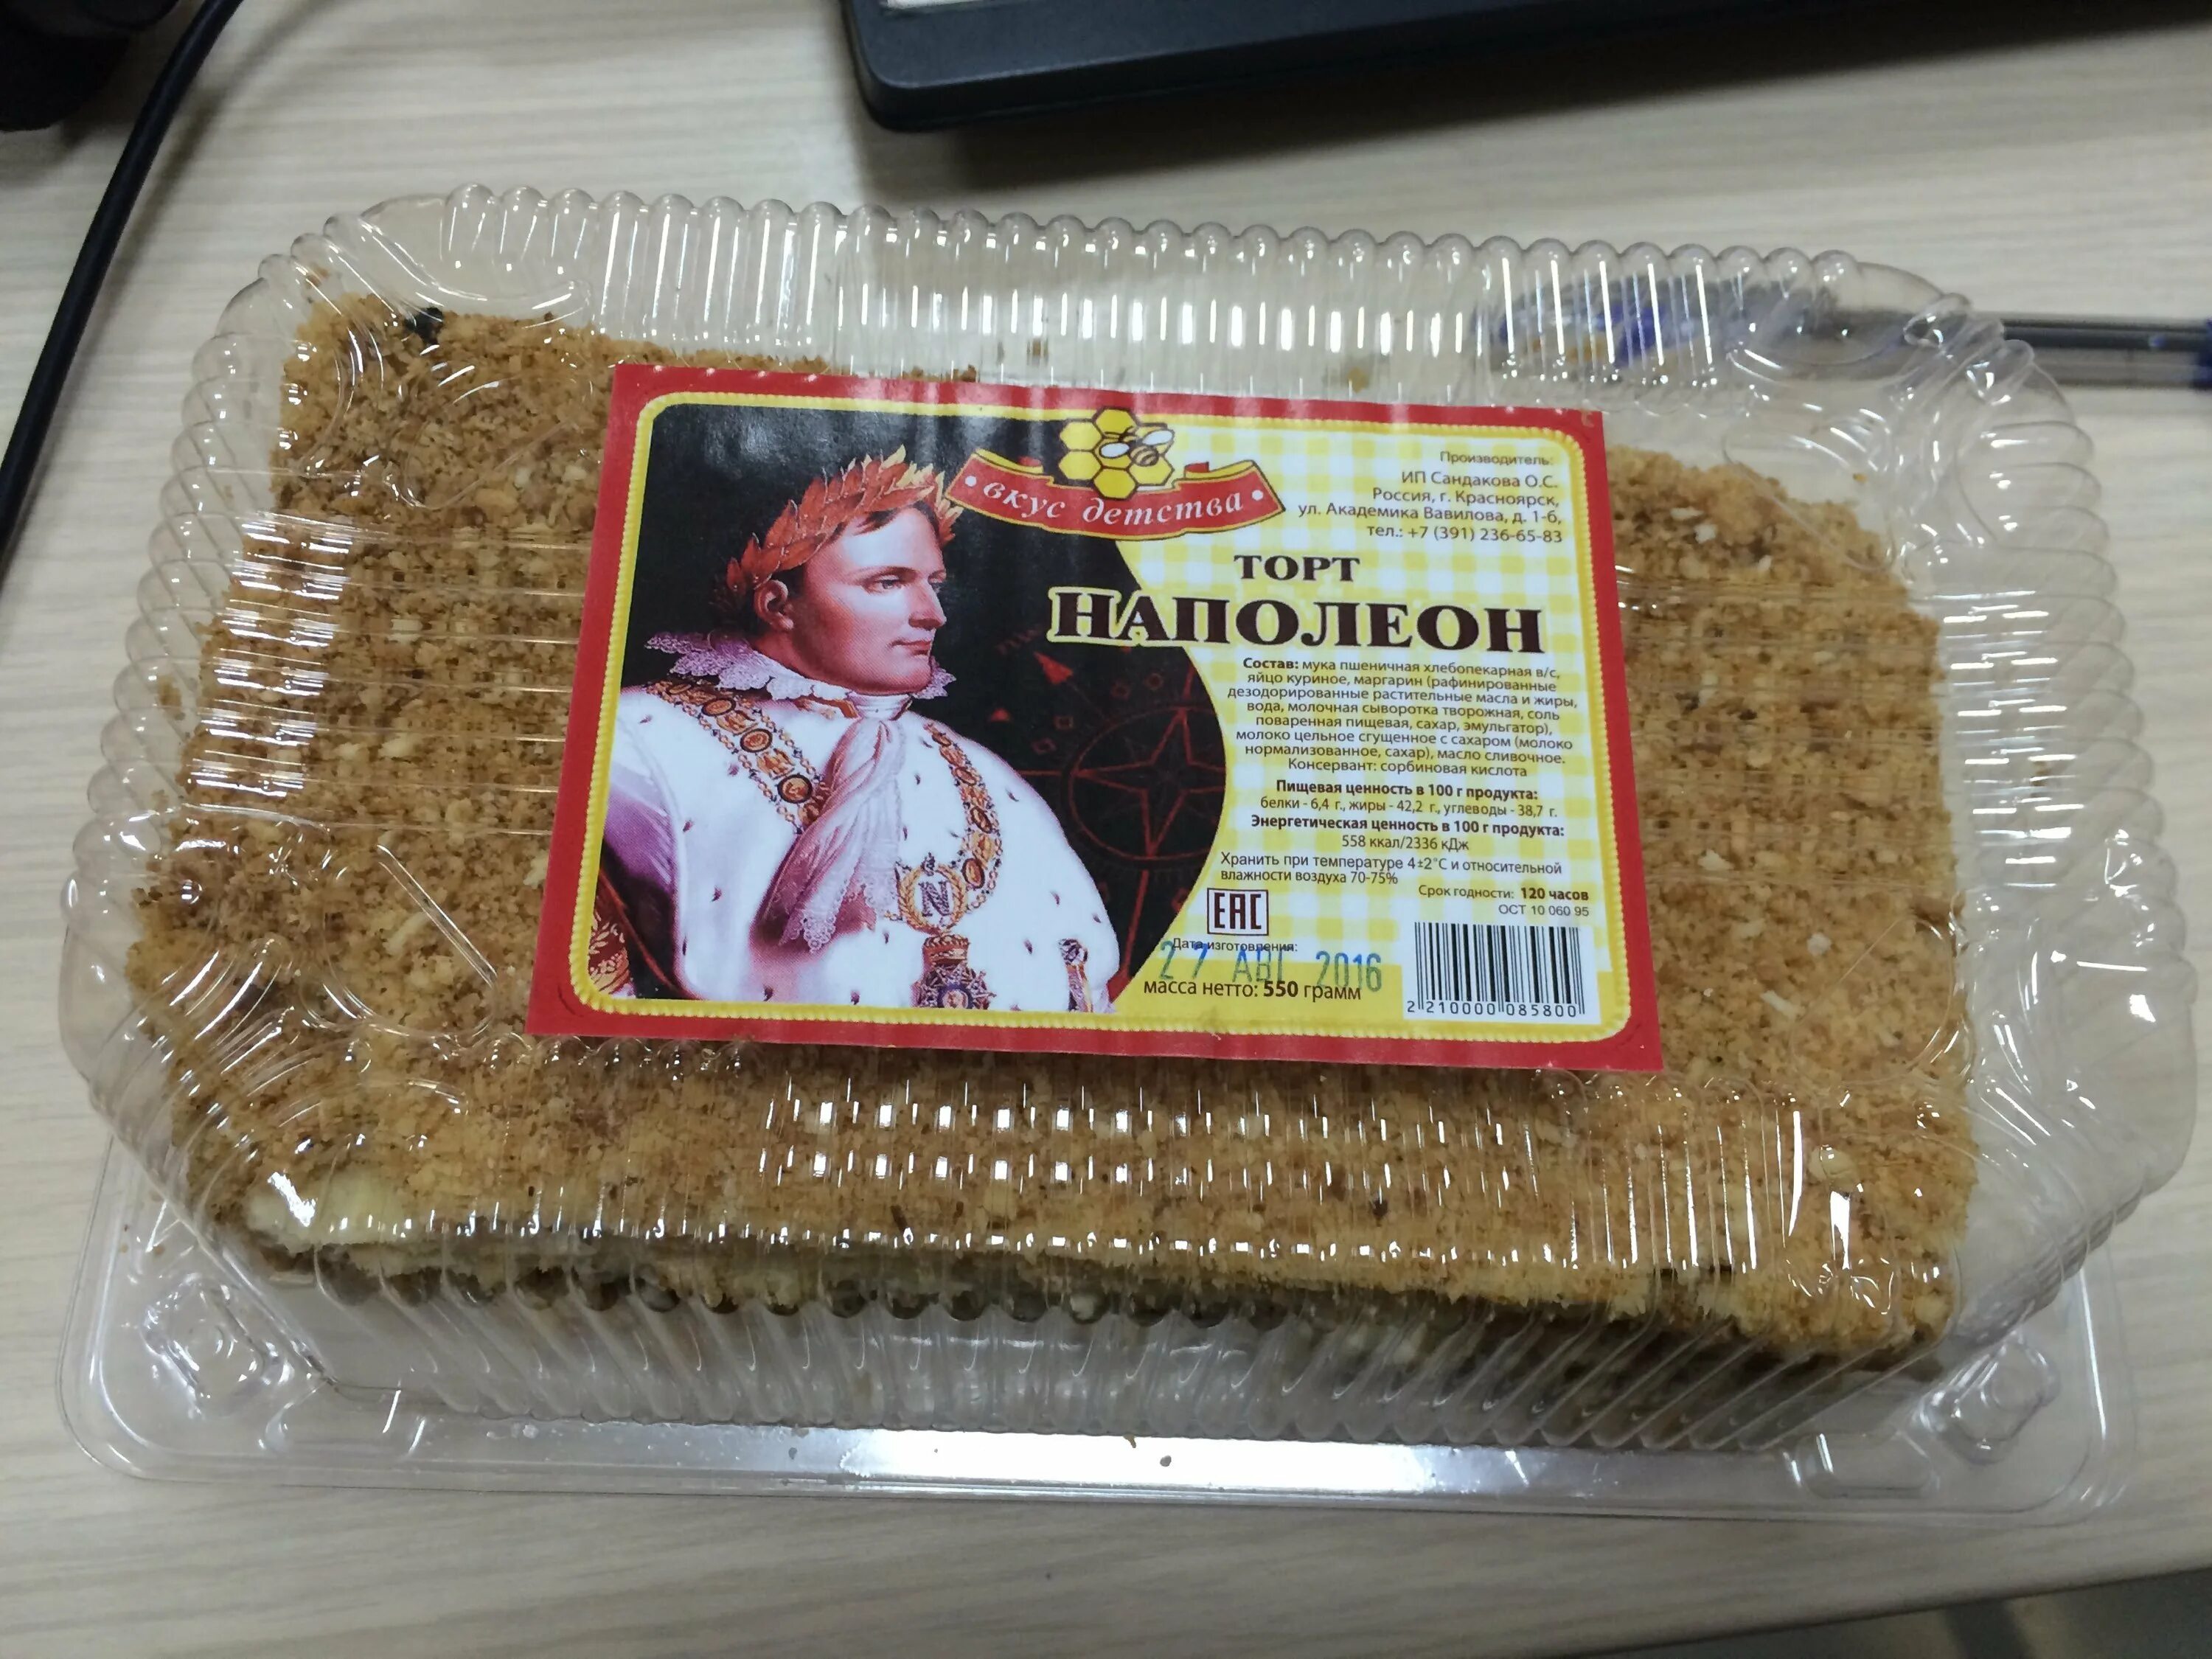 вкус детства
Производитель:
ИП Сандакова О.С.
Россия, г. Красноярск,
ул. Академика Вавилова, д. 1-6,
тел.: +7 (391) 236-65-83
ТОРТ
НАПОЛЕОН
Состав: мука пшеничная хлебопекарная в/с,
яйцо куриное, маргарин (рафинированные
дезодорированные растительные масла и жиры,
вода, молочная сыворотка творожная, соль
поваренная пищевая, сахар, эмульгатор),
молоко цельное сгущенное с сахаром (молоко
нормализованное, сахар), масло сливочное.
Консервант: сорбиновая кислота
Пищевая ценность в 100 г продукта:
белки - 6,4 г., жиры - 42,2 г., углеводы - 38,7 г.
Энергетическая ценность в 100 г продукта:
558 ккал/2336 кДж
Хранить при температуре 4±2°С и относительной
влажности воздуха 70-75%
Срок годности: 120 часов
ОСТ 10 060 95
ЕАС
Дата изготовления:
27 АВГ 2016
масса нетто: 550 грамм
2 210000 085800
N